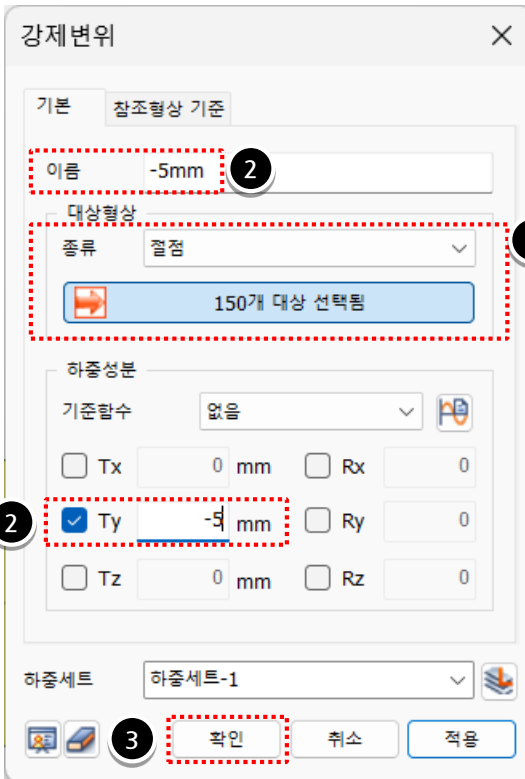 강제변위
기본 참조형상 기준
이름 -5mm 2
대상형상
종류 절점
150개 대상 선택됨
하중성분
기준함수 없음
Tx 0 mm Rx 0
2 Ty -5 mm Ry 0
Tz 0 mm Rz 0
하중세트 하중세트-1
3 확인 취소 적용